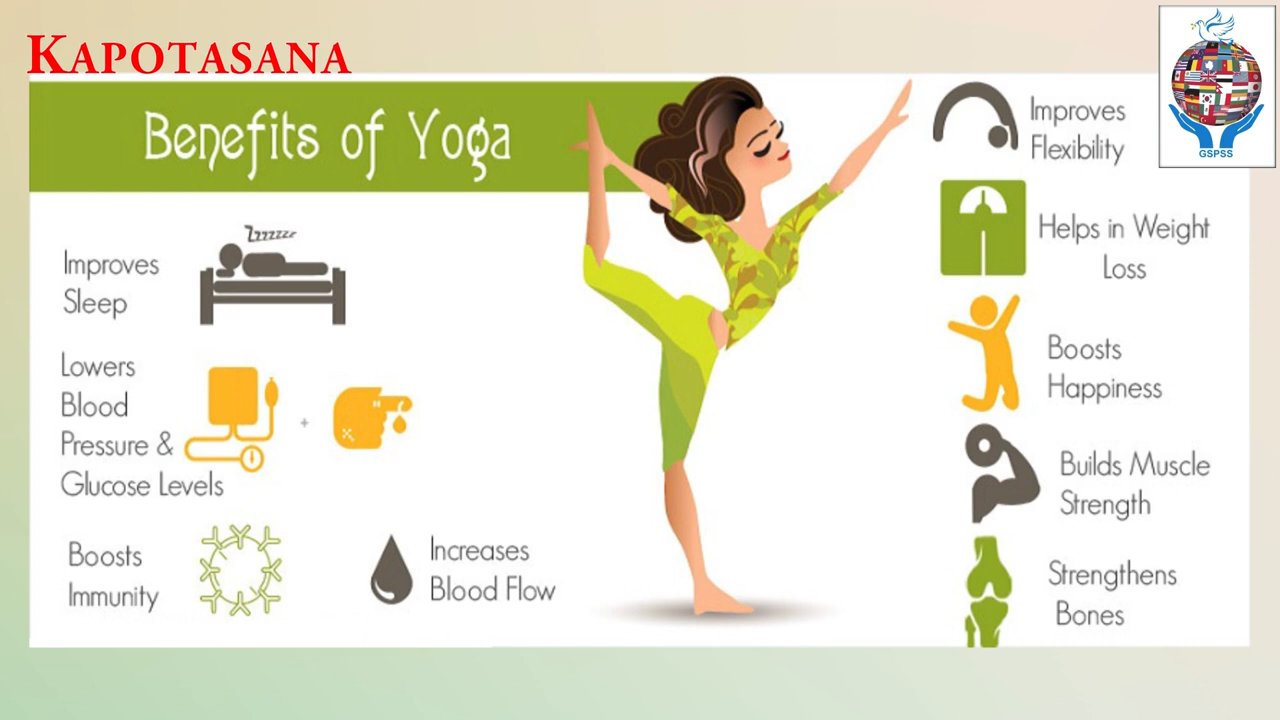 KAPOTASANA
Benefits of Yoga
Improves
Sleep
Zzzzzzz
Lowers
Blood
Pressure &
Glucose Levels
+
Boosts
Immunity
Increases
Blood Flow
Improves
Flexibility
Helps in Weight
Loss
Boosts
Happiness
Builds Muscle
Strength
Strengthens
Bones
GSPSS